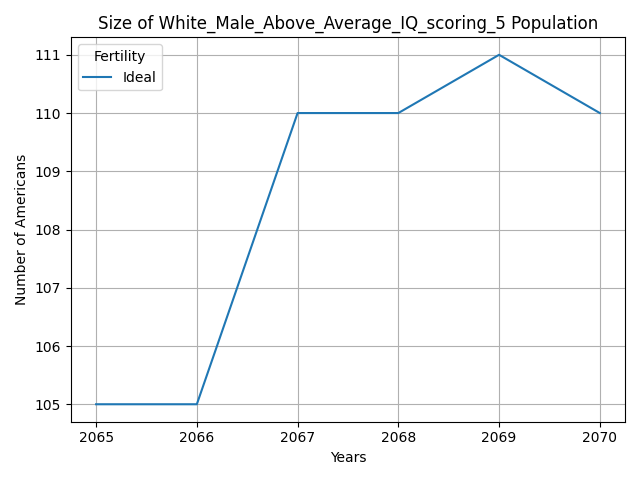 Size of White_Male_Above_Average_IQ_scoring_5 Population
Fertility
Ideal
Number of Americans
111
110
109
108
107
106
105
2065 2066 2067 2068 2069 2070
Years